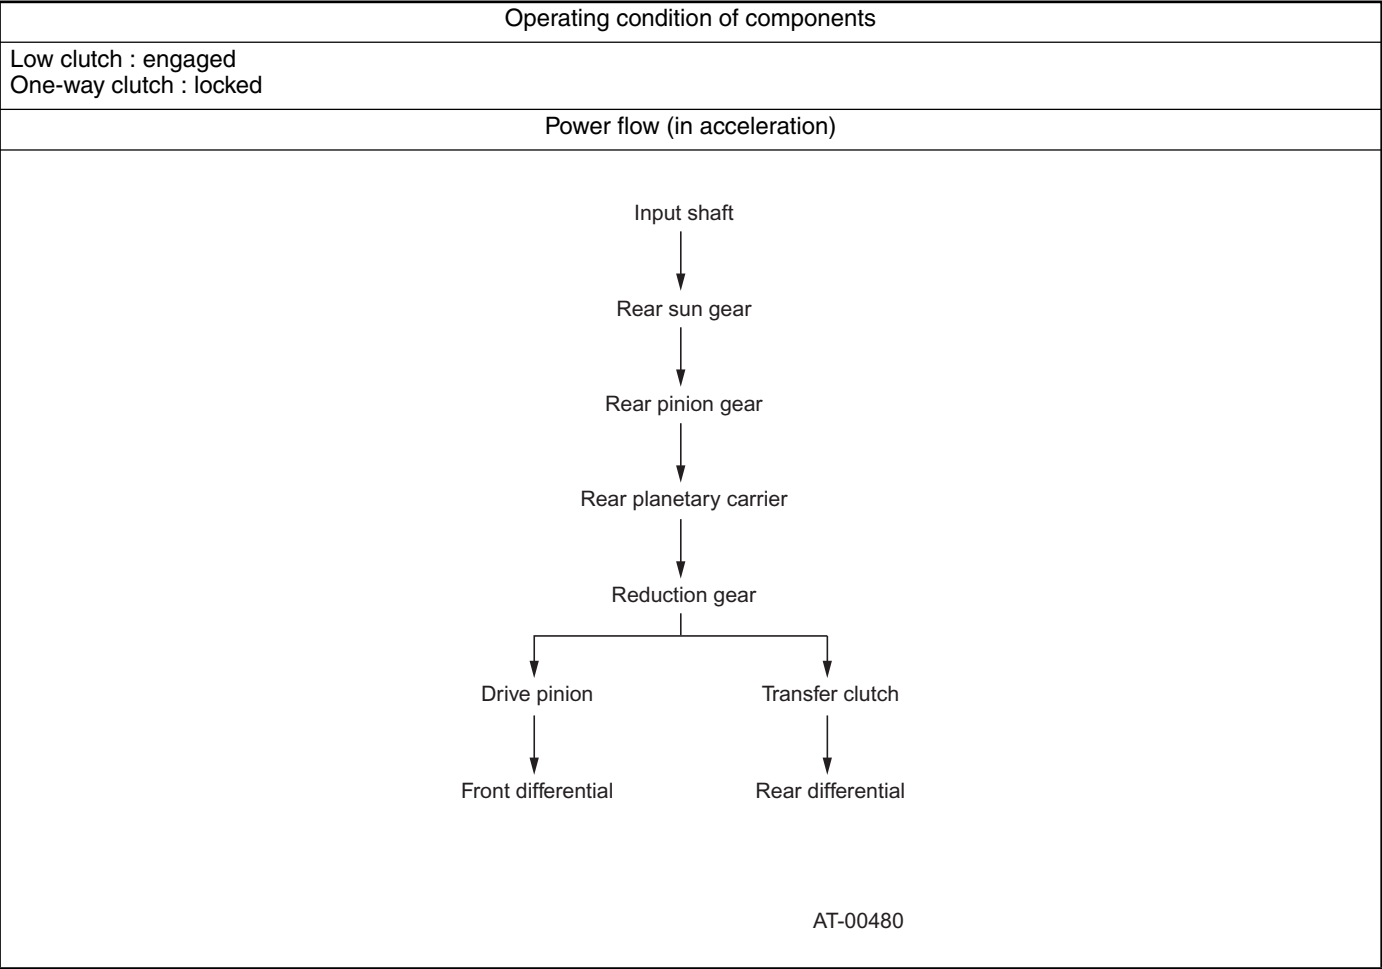 Operating condition of components
Low clutch : engaged
One-way clutch : locked
Power flow (in acceleration)
Input shaft
Rear sun gear
Rear pinion gear
Rear planetary carrier
Reduction gear
Drive pinion
Transfer clutch
Front differential
Rear differential
AT-00480